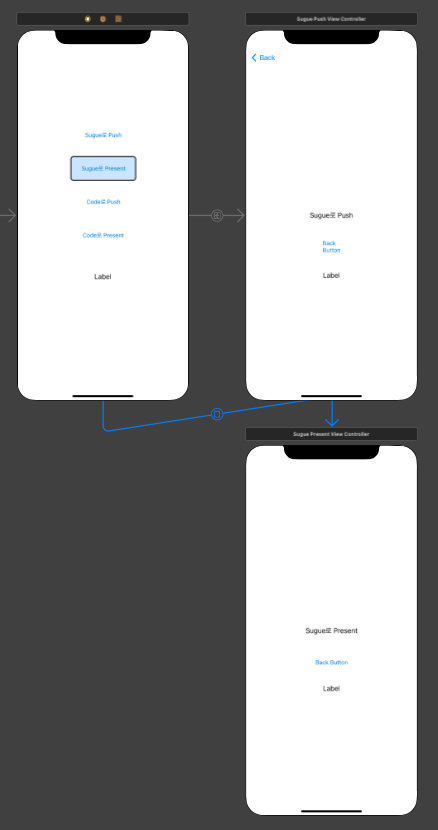 Sugue Push View Controller
Back
Sugue로 Push
Sugue로 Present
Code로 Push
Code로 Present
Label
Sugue로 Push
Back
Button
Label
Sugue Present View Controller
Sugue로 Present
Back Button
Label